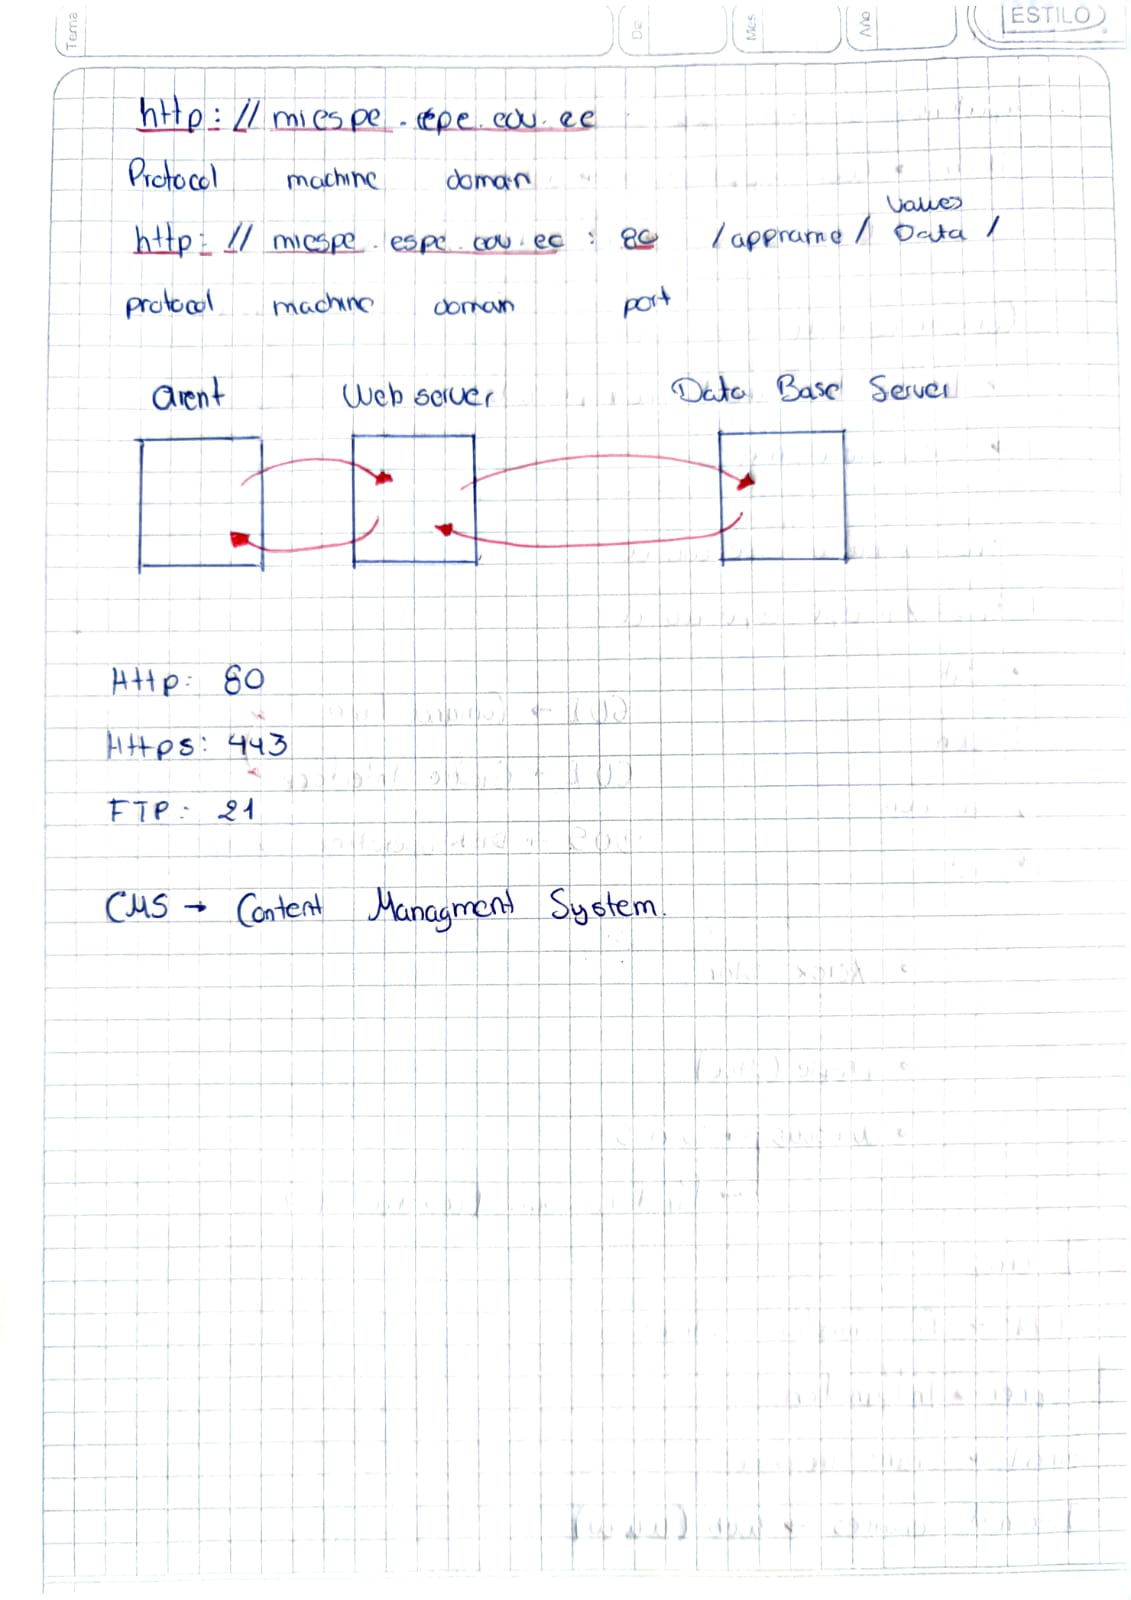 Tema
De
Mes
Año
ESTILO
http: // miespe . espe. edu. ec
Protocol machine domain
values
http: // miespe . espe. edu. ec : 80 / appname / Data /
protocol machine domain port
client Web server Data Base Server
Http: 80
Https: 443
FTP: 21
CMS → Content Managment System.